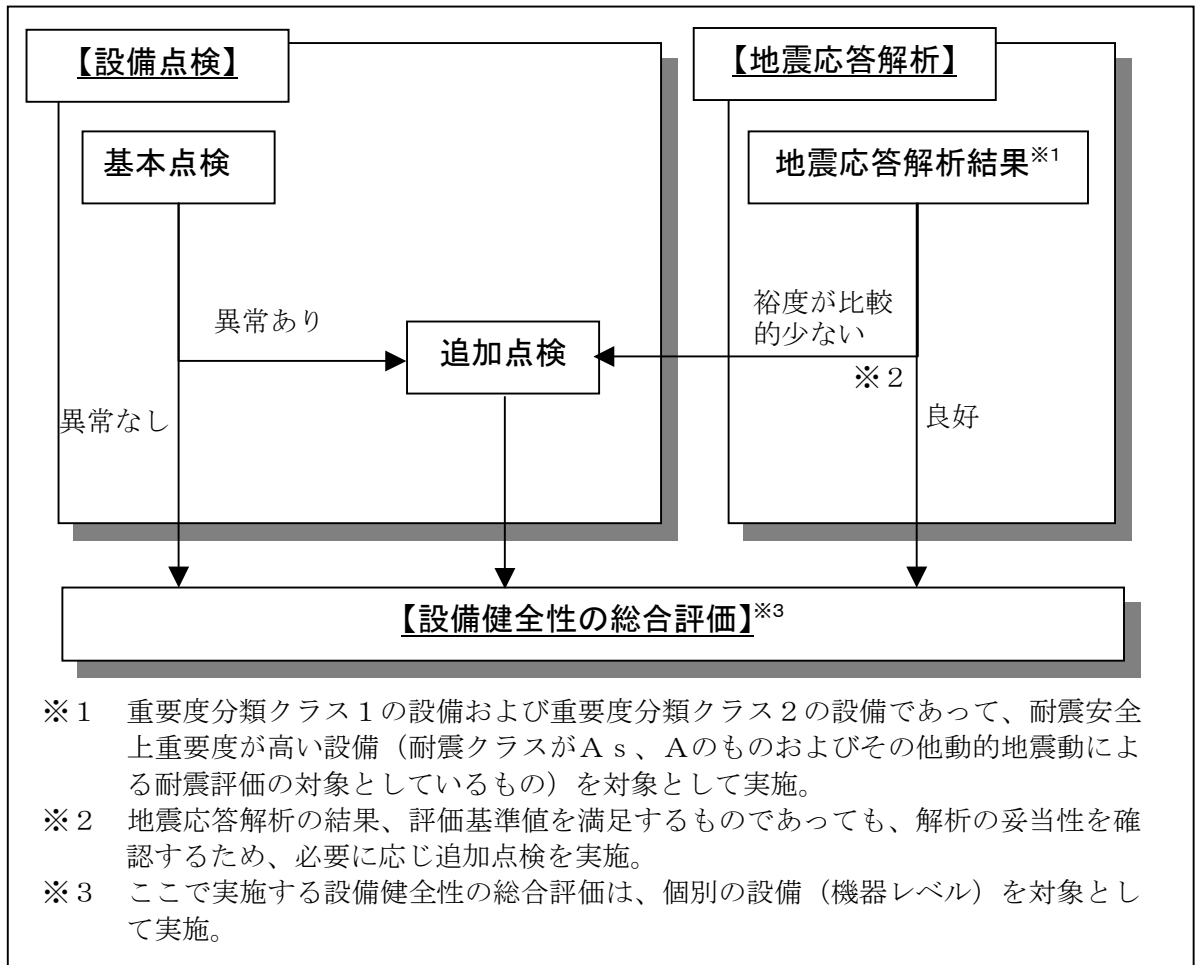 【設備点検】
【地震応答解析】
基本点検
地震応答解析結果※1
異常あり
追加点検
裕度が比較
的少ない
※２
異常なし
良好
【設備健全性の総合評価】※3
※１　重要度分類クラス１の設備および重要度分類クラス２の設備であって、耐震安全
上重要度が高い設備（耐震クラスがＡｓ、Ａのものおよびその他動的地震動によ
る耐震評価の対象としているもの）を対象として実施。
※２　地震応答解析の結果、評価基準値を満足するものであっても、解析の妥当性を確
認するため、必要に応じ追加点検を実施。
※３　ここで実施する設備健全性の総合評価は、個別の設備（機器レベル）を対象とし
て実施。